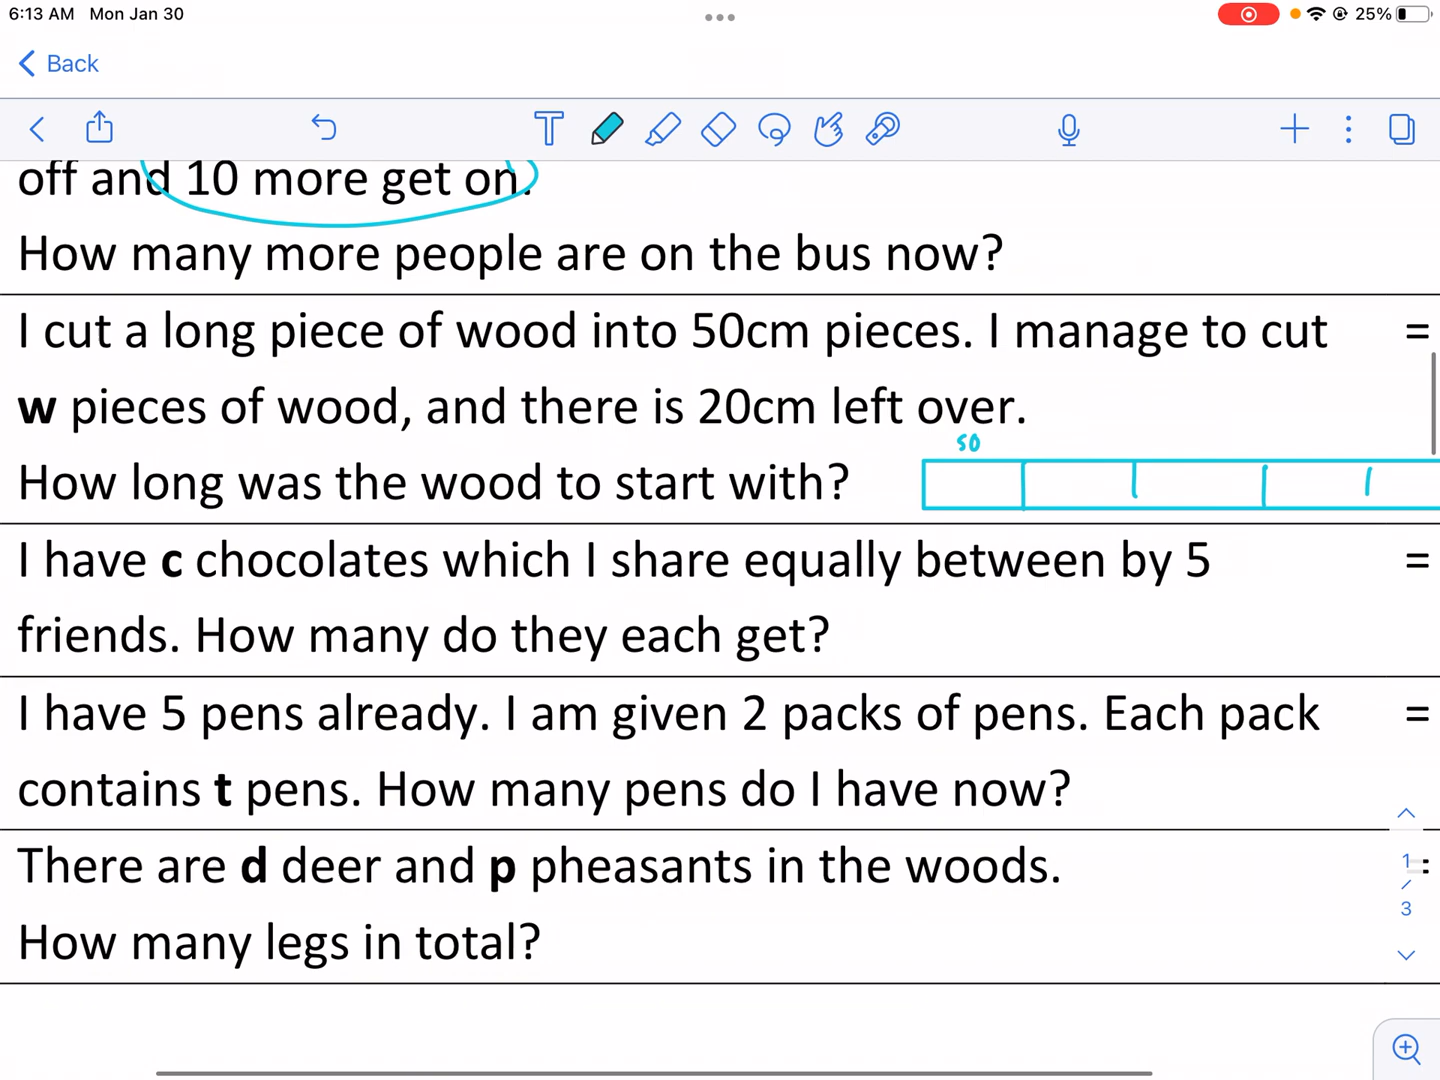 6:13 AM Mon Jan 30
25%
Back
off and 10 more get on.
How many more people are on the bus now?
I cut a long piece of wood into 50cm pieces. I manage to cut =
w pieces of wood, and there is 20cm left over.
50
How long was the wood to start with?
I have c chocolates which I share equally between by 5 =
friends. How many do they each get?
I have 5 pens already. I am given 2 packs of pens. Each pack =
contains t pens. How many pens do I have now?
There are d deer and p pheasants in the woods. =
How many legs in total?
1
/
3